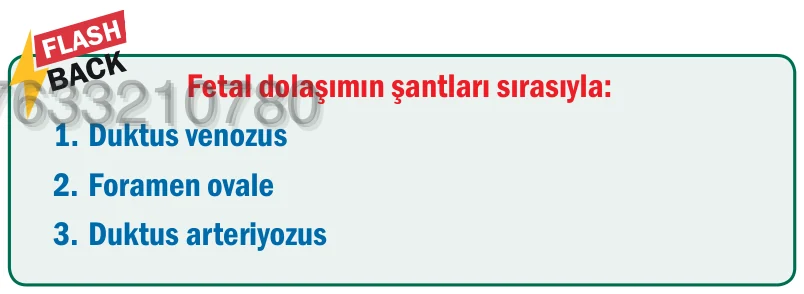 FLASH
BACK
7633210780
Fetal dolaşımın şantları sırasıyla:
1. Duktus venozus
2. Foramen ovale
3. Duktus arteriyozus